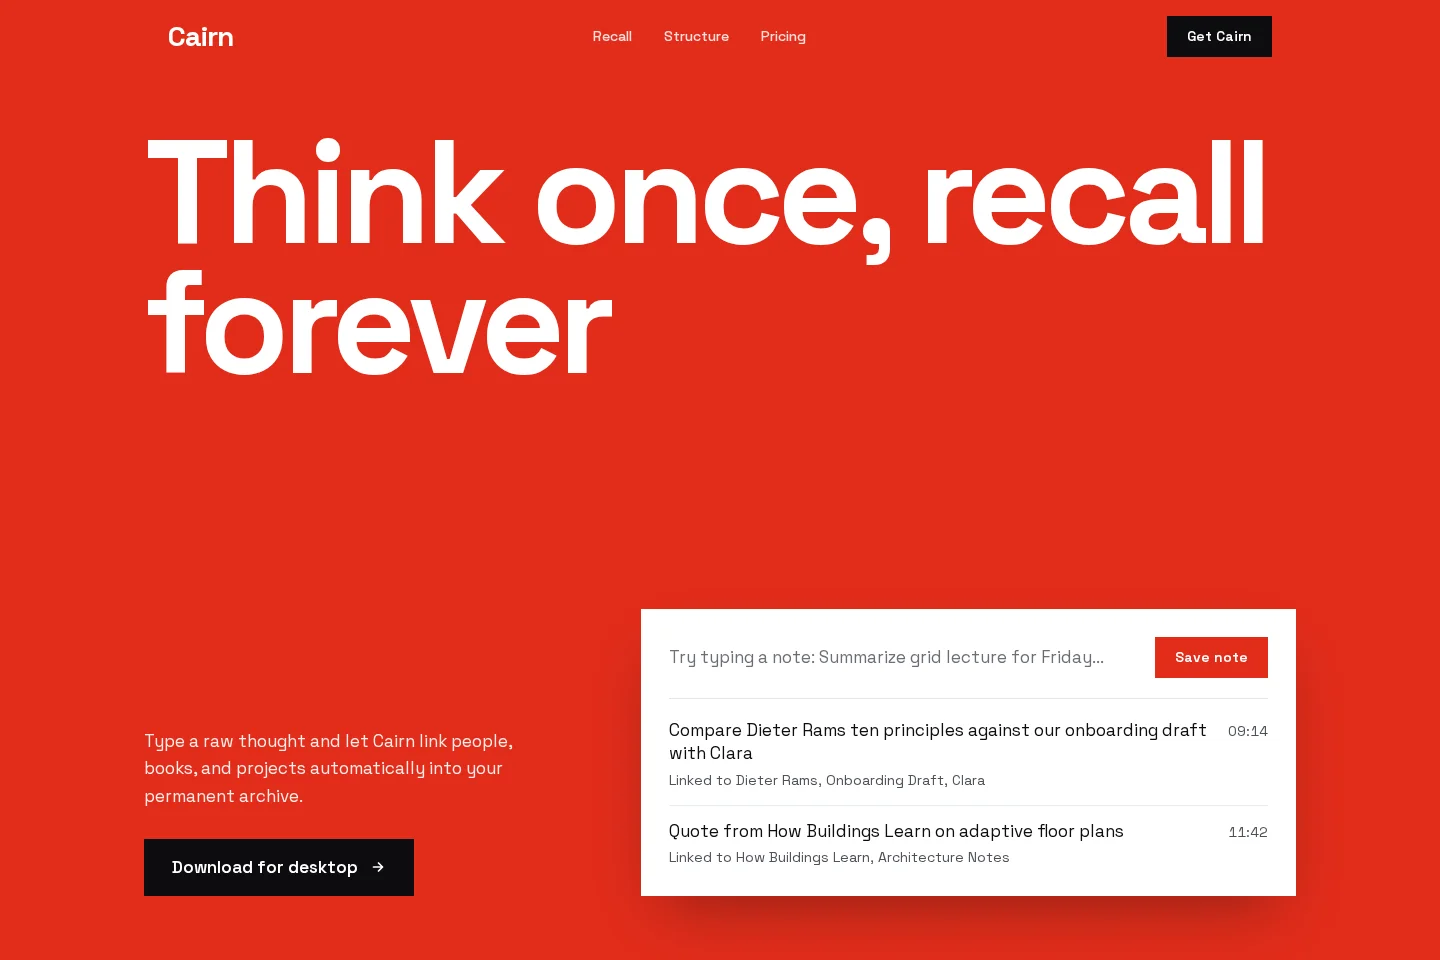 Cairn
Recall
Structure
Pricing
Get Cairn
Think once, recall
forever
Type a raw thought and let Cairn link people,
books, and projects automatically into your
permanent archive.
Download for desktop →
Try typing a note: Summarize grid lecture for Friday...
Save note
Compare Dieter Rams ten principles against our onboarding draft
with Clara
09:14
Linked to Dieter Rams, Onboarding Draft, Clara
Quote from How Buildings Learn on adaptive floor plans
11:42
Linked to How Buildings Learn, Architecture Notes